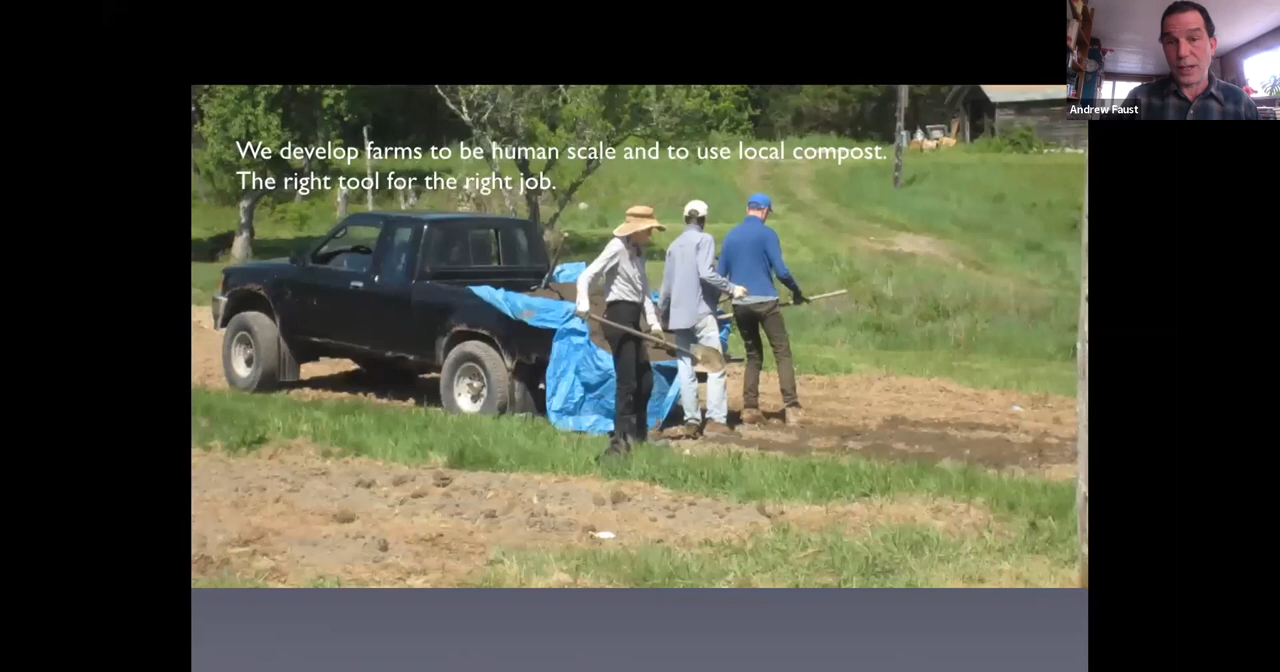 We develop farms to be human scale and to use local compost.
The right tool for the right job.
Andrew Faust